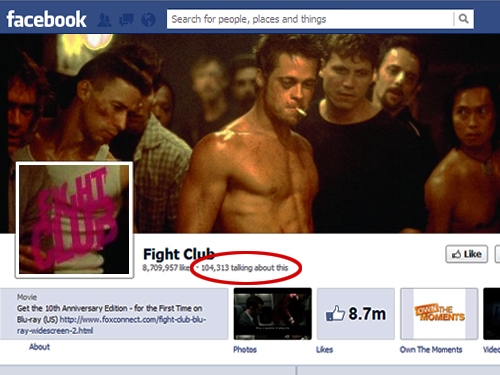 facebook
Search for people, places and things
FIGHT
CLUB
Fight Club
8,709,957 likes · 104,313 talking about this
Like
Movie
Get the 10th Anniversary Edition - for the First Time on
Blu-ray (US) http://www.foxconnect.com/fight-club-blu-
ray-widescreen-2.html
About
8.7m
OWN THE
MOMENTS
Photos
Likes
Own The Moments
Videos